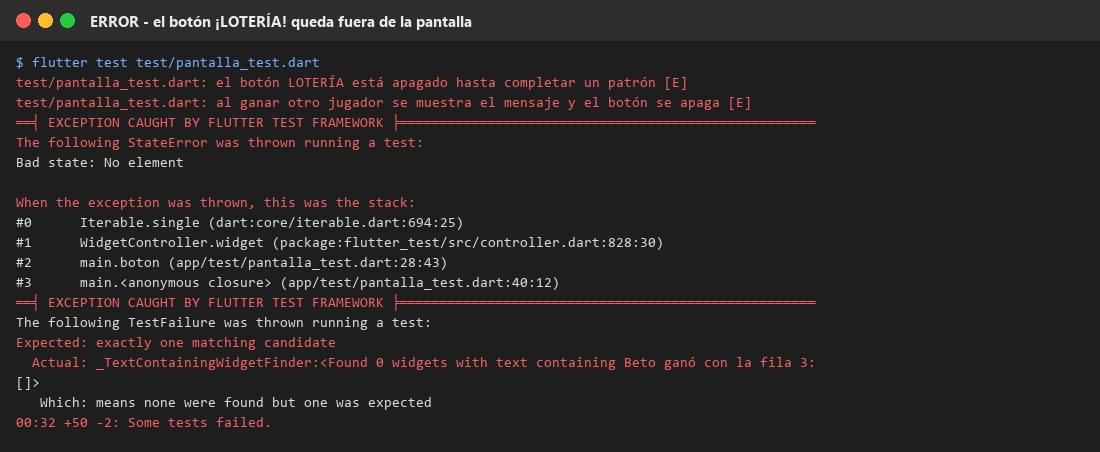 ERROR - el botón ¡LOTERÍA! queda fuera de la pantalla
$ flutter test test/pantalla_test.dart
test/pantalla_test.dart: el botón LOTERÍA está apagado hasta completar un patrón [E]
test/pantalla_test.dart: al ganar otro jugador se muestra el mensaje y el botón se apaga [E]
══╡ EXCEPTION CAUGHT BY FLUTTER TEST FRAMEWORK ╞════════════════════════════════════════════════════
The following StateError was thrown running a test:
Bad state: No element
When the exception was thrown, this was the stack:
#0      Iterable.single (dart:core/iterable.dart:694:25)
#1      WidgetController.widget (package:flutter_test/src/controller.dart:828:30)
#2      main.boton (app/test/pantalla_test.dart:28:43)
#3      main.<anonymous closure> (app/test/pantalla_test.dart:40:12)
══╡ EXCEPTION CAUGHT BY FLUTTER TEST FRAMEWORK ╞════════════════════════════════════════════════════
The following TestFailure was thrown running a test:
Expected: exactly one matching candidate
  Actual: _TextContainingWidgetFinder:<Found 0 widgets with text containing Beto ganó con la fila 3:
[]>
   Which: means none were found but one was expected
00:32 +50 -2: Some tests failed.